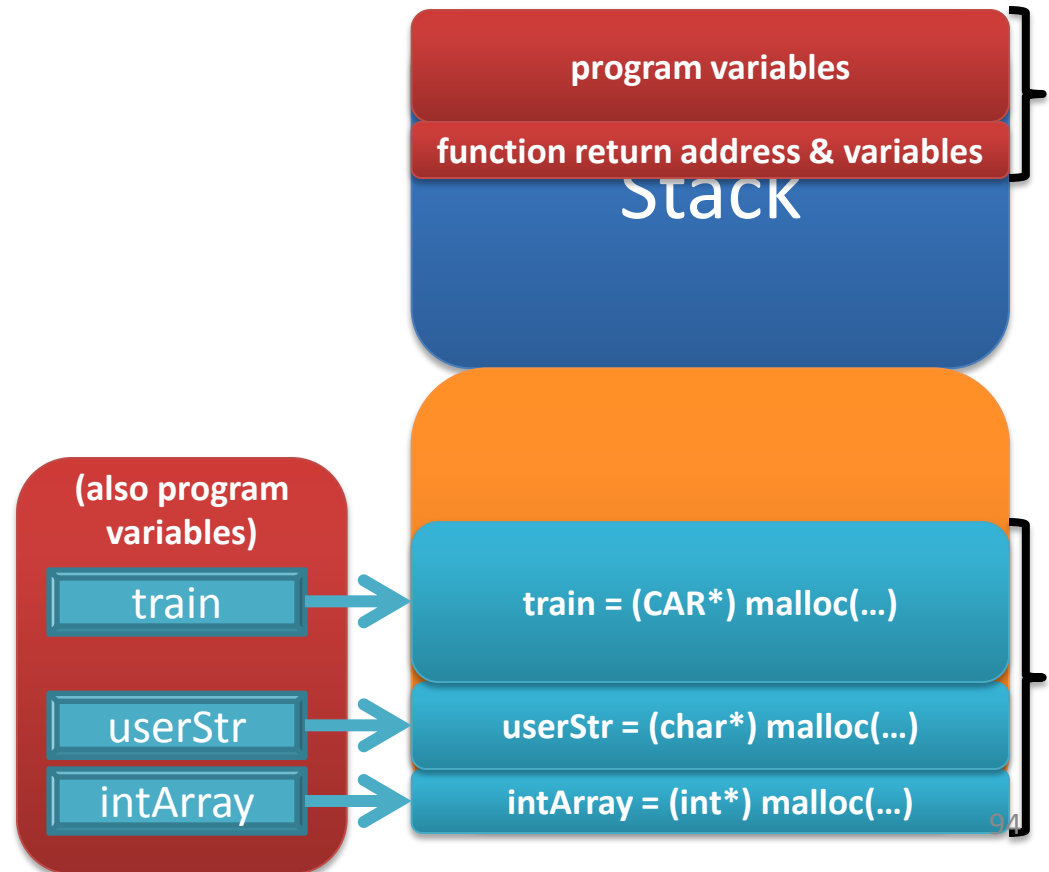 program variables
function return address & variables
Stack
(also program
variables)
train
train = (CAR*) malloc(…)
userStr
userStr = (char*) malloc(…)
intArray
intArray = (int*) malloc(…)
94